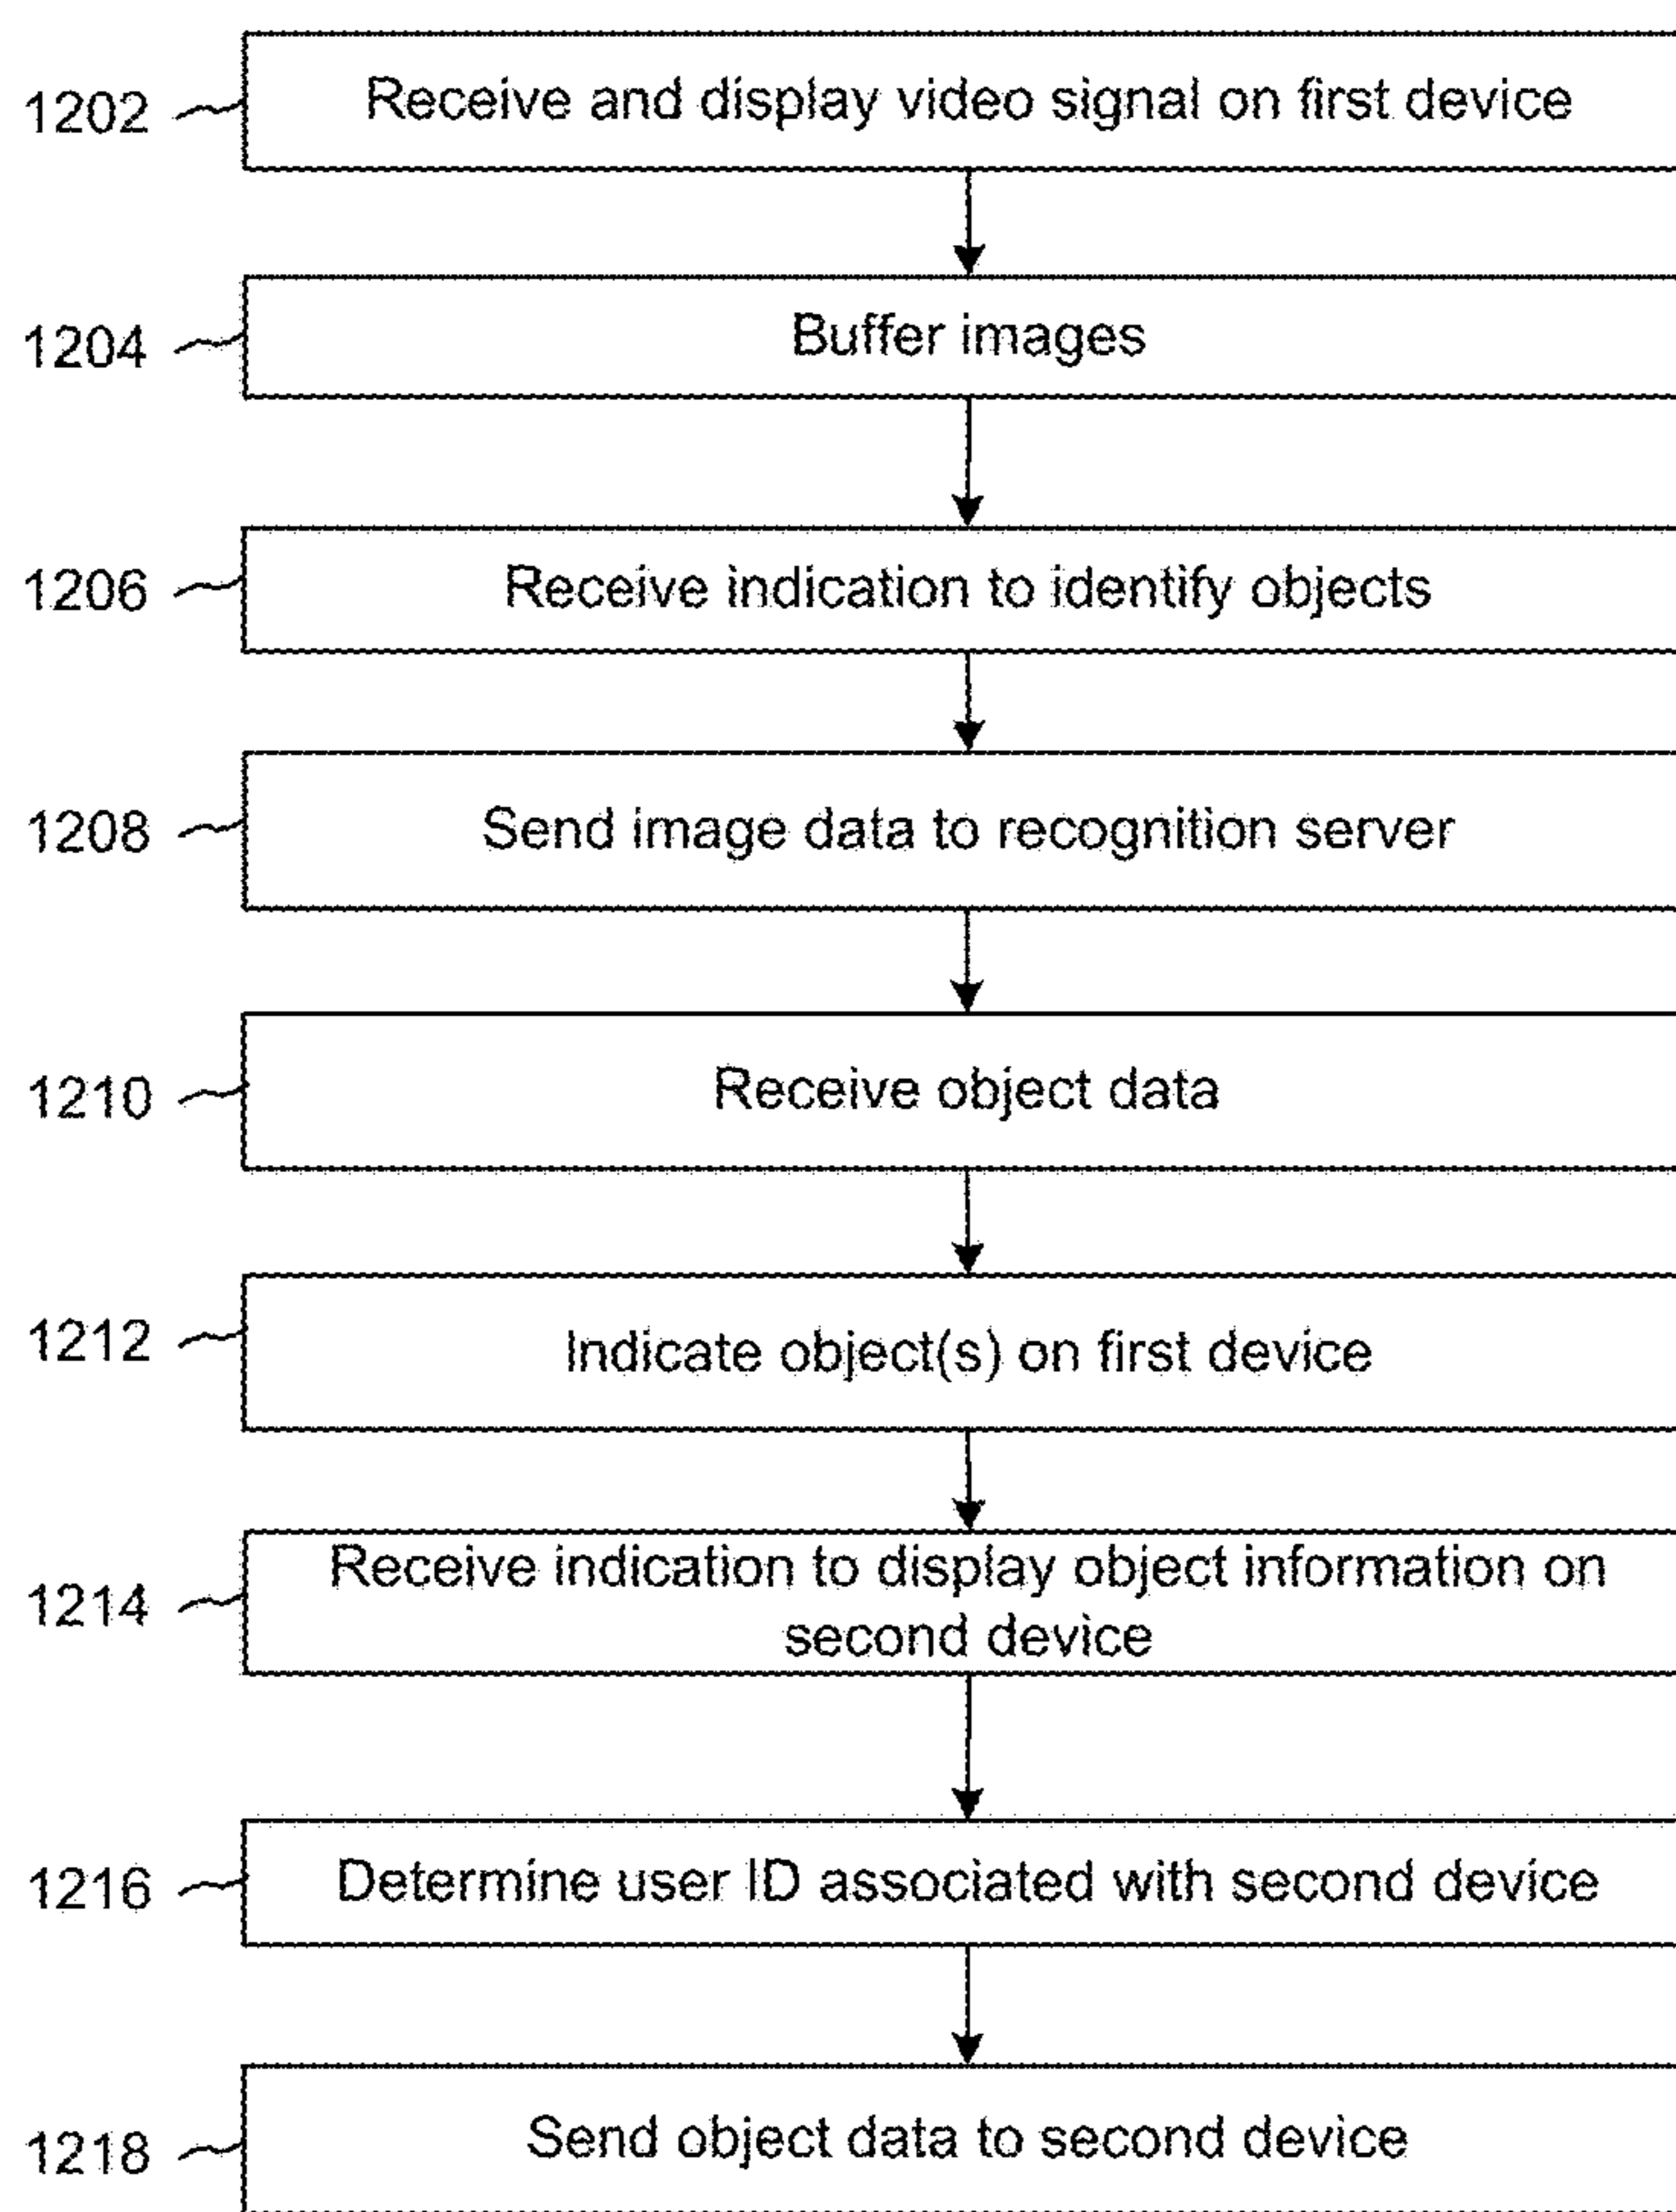 1202 Receive and display video signal on first device
1204 Buffer images
1206 Receive indication to identify objects
1208 Send image data to recognition server
1210 Receive object data
1212 Indicate object(s) on first device
1214 Receive indication to display object information on
second device
1216 Determine user ID associated with second device
1218 Send object data to second device